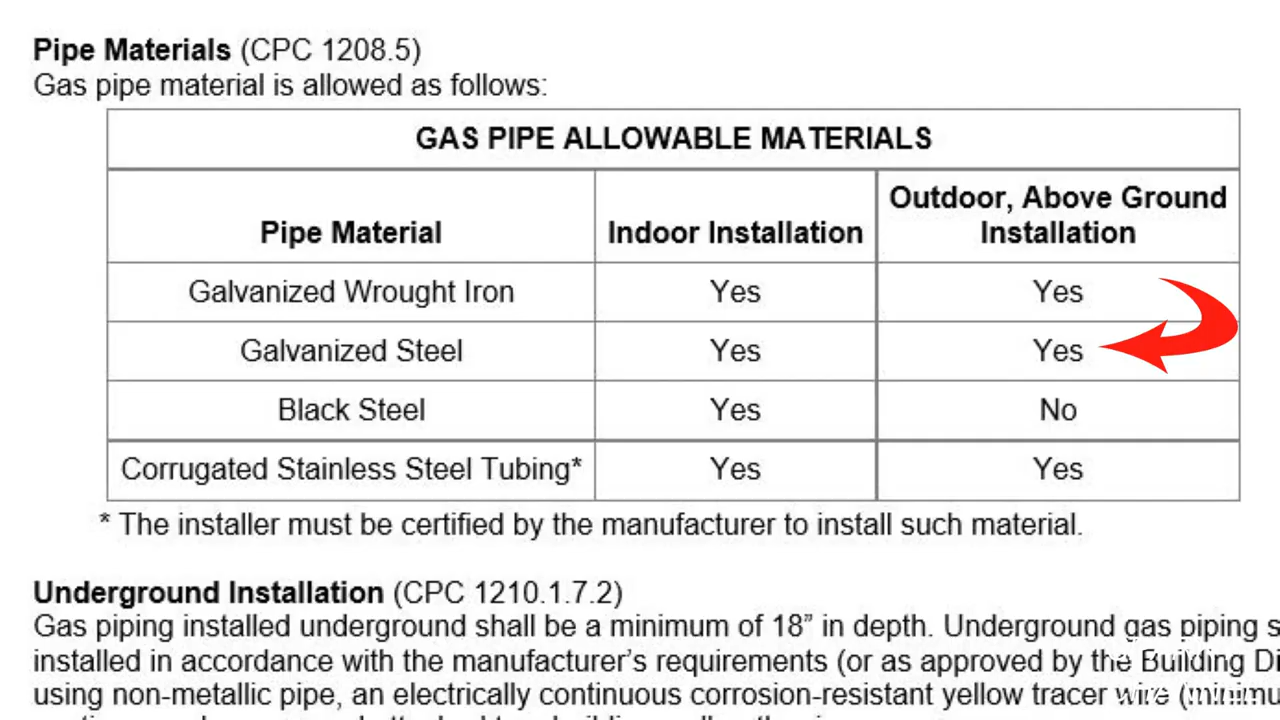 Pipe Materials (CPC 1208.5)
Gas pipe material is allowed as follows:
GAS PIPE ALLOWABLE MATERIALS
Pipe Material Indoor Installation Outdoor, Above Ground Installation
Galvanized Wrought Iron Yes Yes
Galvanized Steel Yes Yes
Black Steel Yes No
Corrugated Stainless Steel Tubing* Yes Yes
* The installer must be certified by the manufacturer to install such material.
Underground Installation (CPC 1210.1.7.2)
Gas piping installed underground shall be a minimum of 18” in depth. Underground gas piping s
installed in accordance with the manufacturer’s requirements (or as approved by the Building Di
using non-metallic pipe, an electrically continuous corrosion-resistant yellow tracer wire (minimu